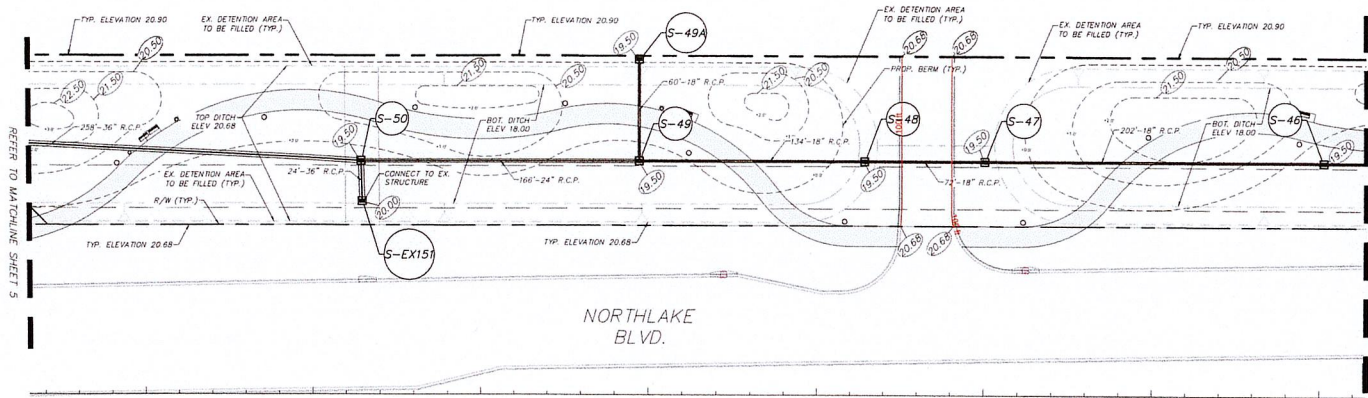 TYP. ELEVATION 20.90
20.50
21.50
22.50
EX. DETENTION AREA
TO BE FILLED (TYP.)
TYP. ELEVATION 20.90
21.50
20.50
19.50
S-49A
EX. DETENTION AREA
TO BE FILLED (TYP.)
20.68
20.68
EX. DETENTION AREA
TO BE FILLED (TYP.)
TYP. ELEVATION 20.90
21.50
20.50
60'-18" R.C.P.
21.50
20.50
PROP. BERM (TYP.)
258'-36" R.C.P.
TOP DITCH
ELEV 20.68
19.50
S-50
BOT. DITCH
ELEV 18.00
S-49
134'-18" R.C.P.
S-48
19.50
S-47
202'-18" R.C.P.
BOT. DITCH
ELEV 18.00
S-46
REFER TO MATCHLINE SHEET 5
EX. DETENTION AREA
TO BE FILLED (TYP.)
24'-36" R.C.P.
CONNECT TO EX.
STRUCTURE
166'-24" R.C.P.
19.50
19.50
72'-18" R.C.P.
19.50
R/W (TYP.)
20.00
TYP. ELEVATION 20.68
S-EX151
TYP. ELEVATION 20.68
20.68
20.68
NORTHLAKE
BLVD.